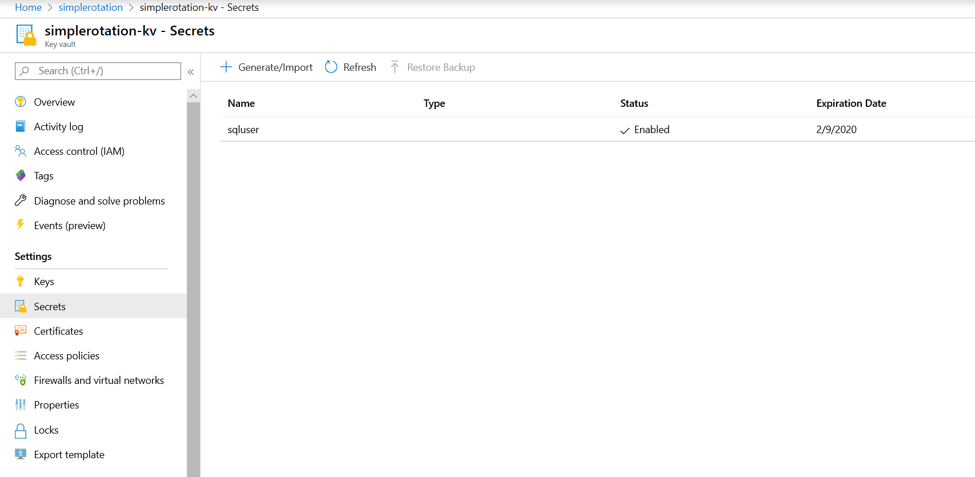 Home > simplerotation > simplerotation-kv - Secrets
simplerotation-kv - Secrets
Key vault
Search (Ctrl+/)
«
Overview
Activity log
Access control (IAM)
Tags
Diagnose and solve problems
Events (preview)
Settings
Keys
Secrets
Certificates
Access policies
Firewalls and virtual networks
Properties
Locks
Export template
Generate/Import Refresh Restore Backup
Name Type Status Expiration Date
sqluser Enabled 2/9/2020